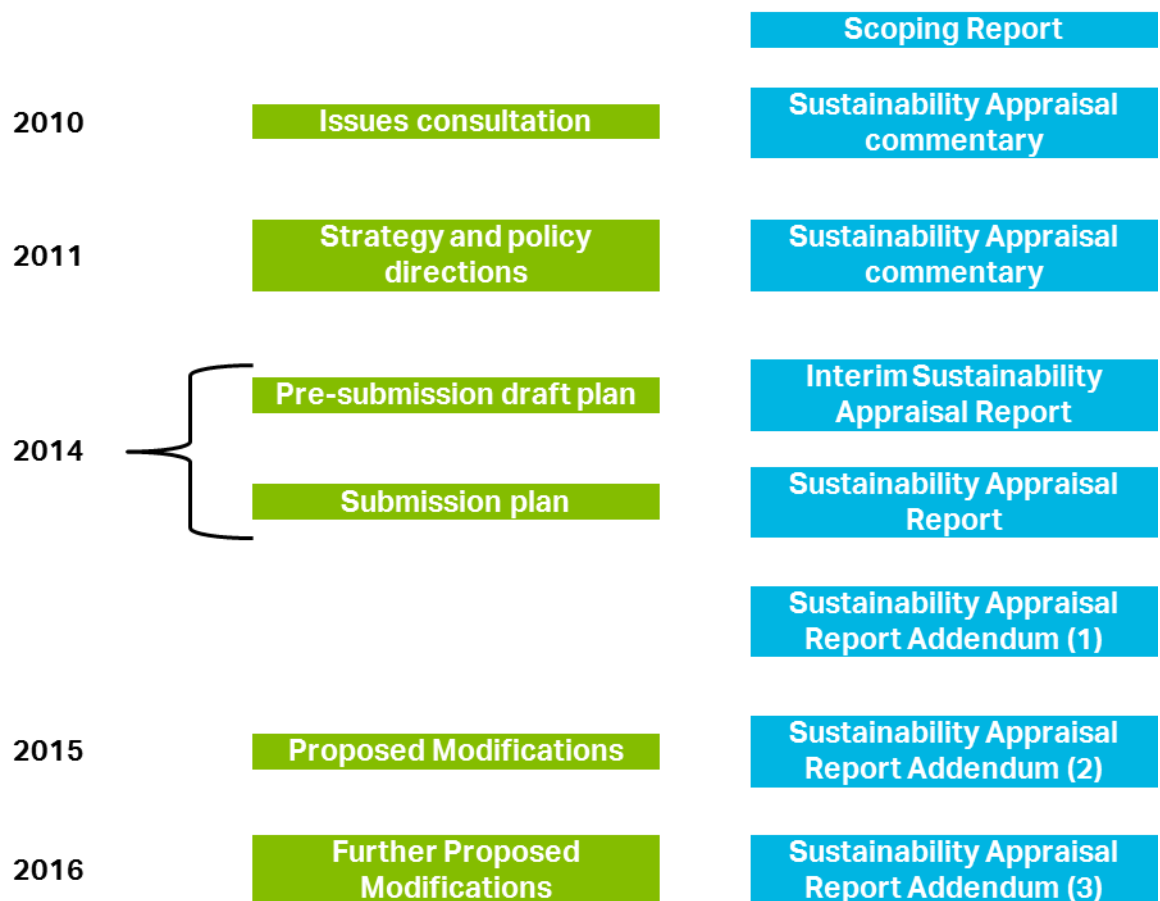 Scoping Report
2010
Issues consultation
Sustainability Appraisal
commentary
2011
Strategy and policy
directions
Sustainability Appraisal
commentary
2014
Pre-submission draft plan
Interim Sustainability
Appraisal Report
Submission plan
Sustainability Appraisal
Report
Sustainability Appraisal
Report Addendum (1)
2015
Proposed Modifications
Sustainability Appraisal
Report Addendum (2)
2016
Further Proposed
Modifications
Sustainability Appraisal
Report Addendum (3)